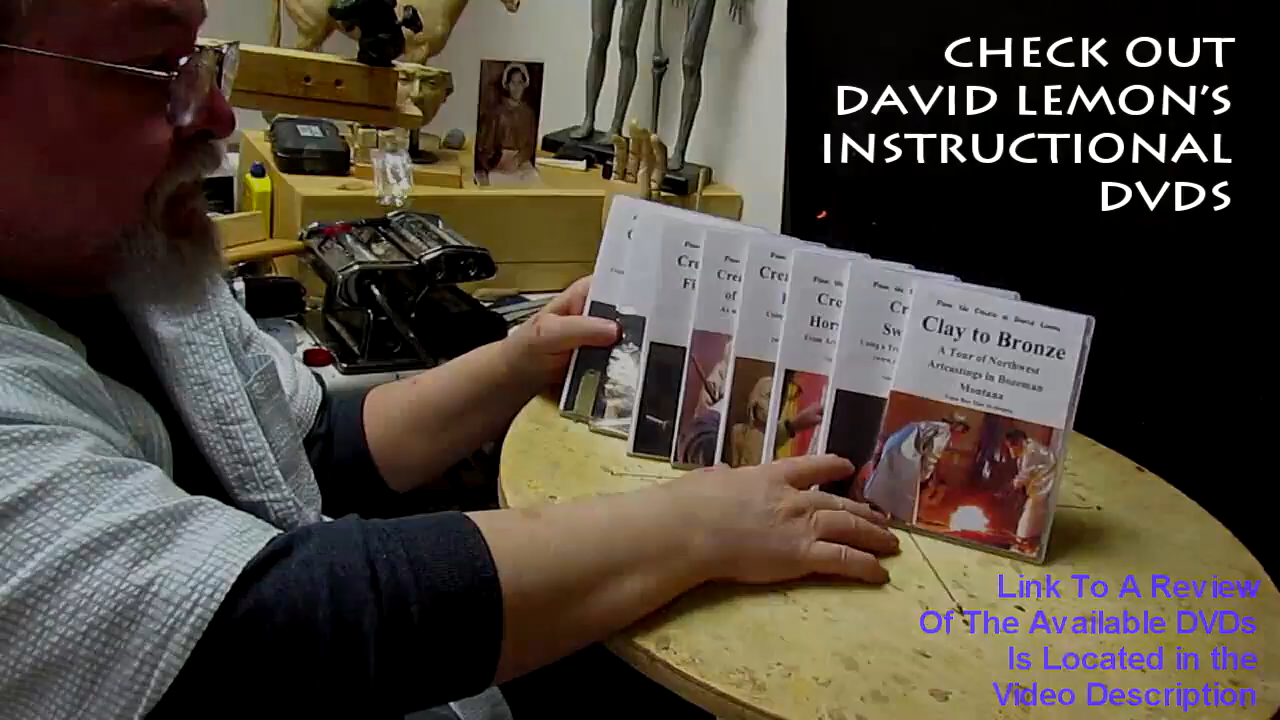 CHECK OUT
DAVID LEMON'S
INSTRUCTIONAL
DVDS
Clay to Bronze
A Tour of Northwest
Artcastings in Bozeman
Montana
Link To A Review
Of The Available DVDs
Is Located in the
Video Description